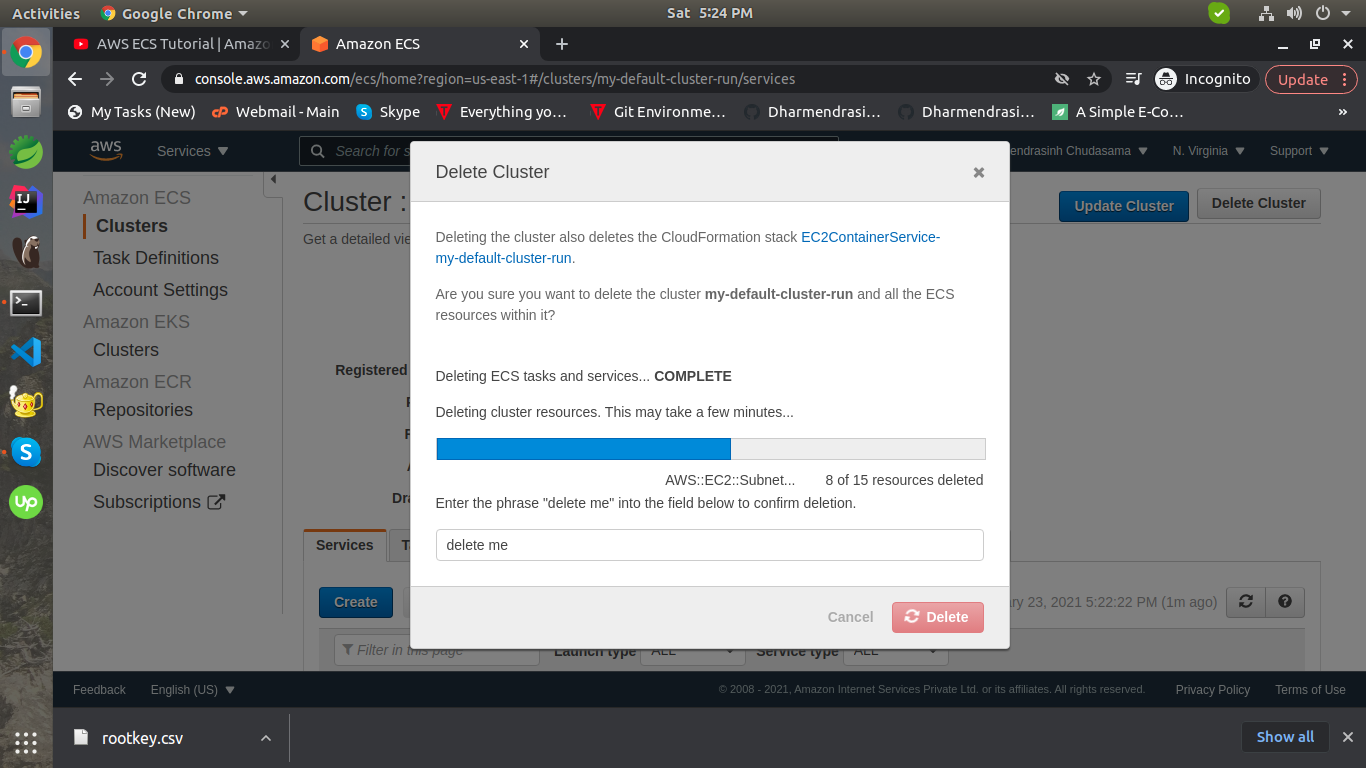 Activities Google Chrome Sat 5:24 PM
AWS ECS Tutorial | Amazo Amazon ECS
console.aws.amazon.com/ecs/home?region=us-east-1#/clusters/my-default-cluster-run/services Incognito Update
My Tasks (New) Webmail - Main Skype Everything yo... Git Environme... Dharmendrasi... Dharmendrasi... A Simple E-Co... »
aws Services Search for s endrasinh Chudasama N. Virginia Support
Delete Cluster
Amazon ECS
Clusters
Task Definitions
Account Settings
Amazon EKS
Clusters
Amazon ECR
Repositories
AWS Marketplace
Discover software
Subscriptions
Cluster :
Update Cluster Delete Cluster
Get a detailed vie
Registered
Dra
Deleting the cluster also deletes the CloudFormation stack EC2ContainerService-
my-default-cluster-run.
Are you sure you want to delete the cluster my-default-cluster-run and all the ECS
resources within it?
Deleting ECS tasks and services... COMPLETE
Deleting cluster resources. This may take a few minutes...
AWS::EC2::Subnet... 8 of 15 resources deleted
Enter the phrase "delete me" into the field below to confirm deletion.
delete me
Cancel Delete
Services T
Create
ry 23, 2021 5:22:22 PM (1m ago)
Filter in this page Launch type ALL Service type ALL
Feedback English (US) © 2008 - 2021, Amazon Internet Services Private Ltd. or its affiliates. All rights reserved. Privacy Policy Terms of Use
rootkey.csv Show all